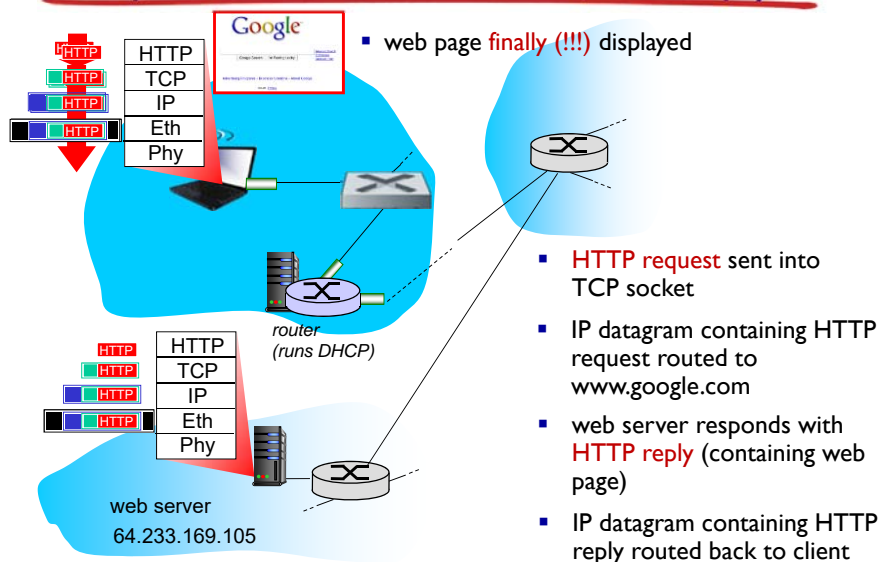 Google
web page finally (!!!) displayed
HTTP
HTTP
HTTP
HTTP
HTTP
HTTP
TCP
IP
Eth
Phy
router
(runs DHCP)
HTTP request sent into
TCP socket
IP datagram containing HTTP
request routed to
www.google.com
web server responds with
HTTP reply (containing web
page)
IP datagram containing HTTP
reply routed back to client
HTTP
HTTP
HTTP
HTTP
HTTP
TCP
IP
Eth
Phy
web server
64.233.169.105